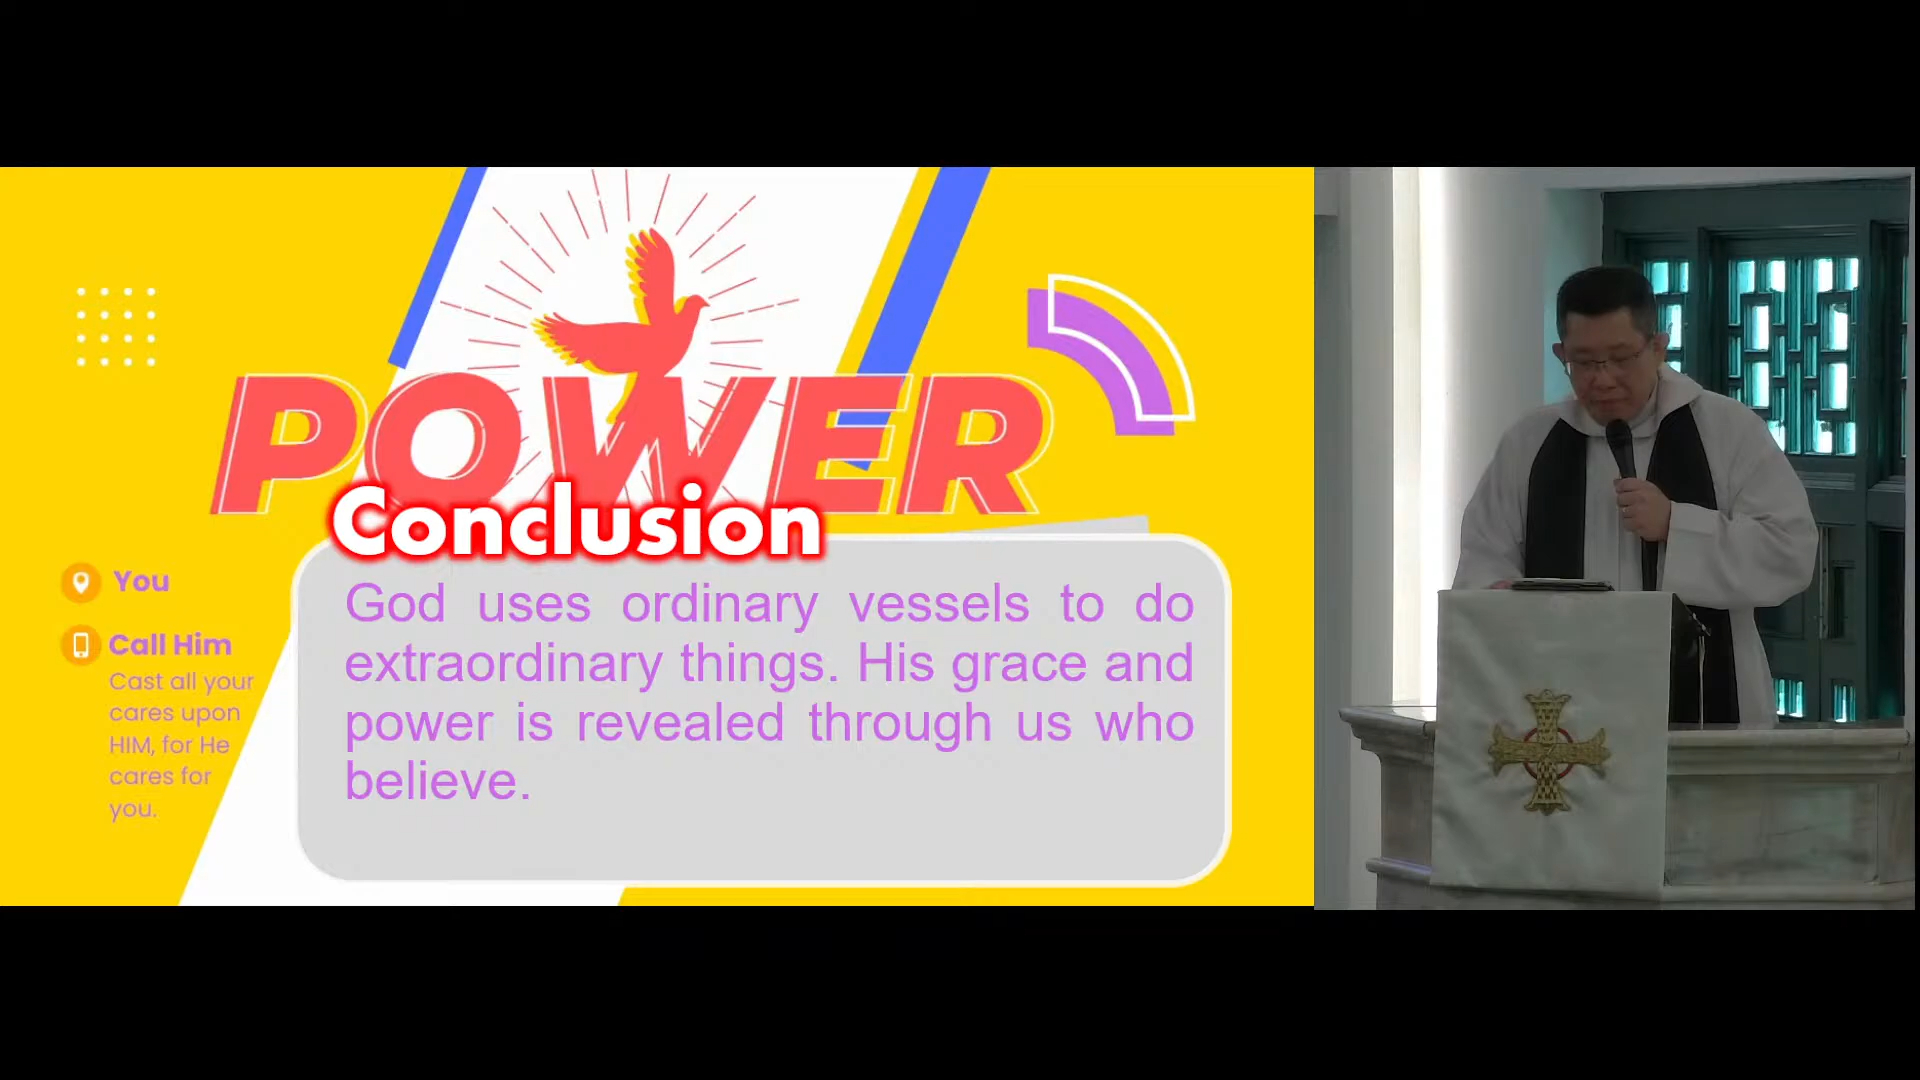 POWER
Conclusion
You
Call Him
Cast all your
cares upon
HIM, for He
cares for
you.
God uses ordinary vessels to do
extraordinary things. His grace and
power is revealed through us who
believe.